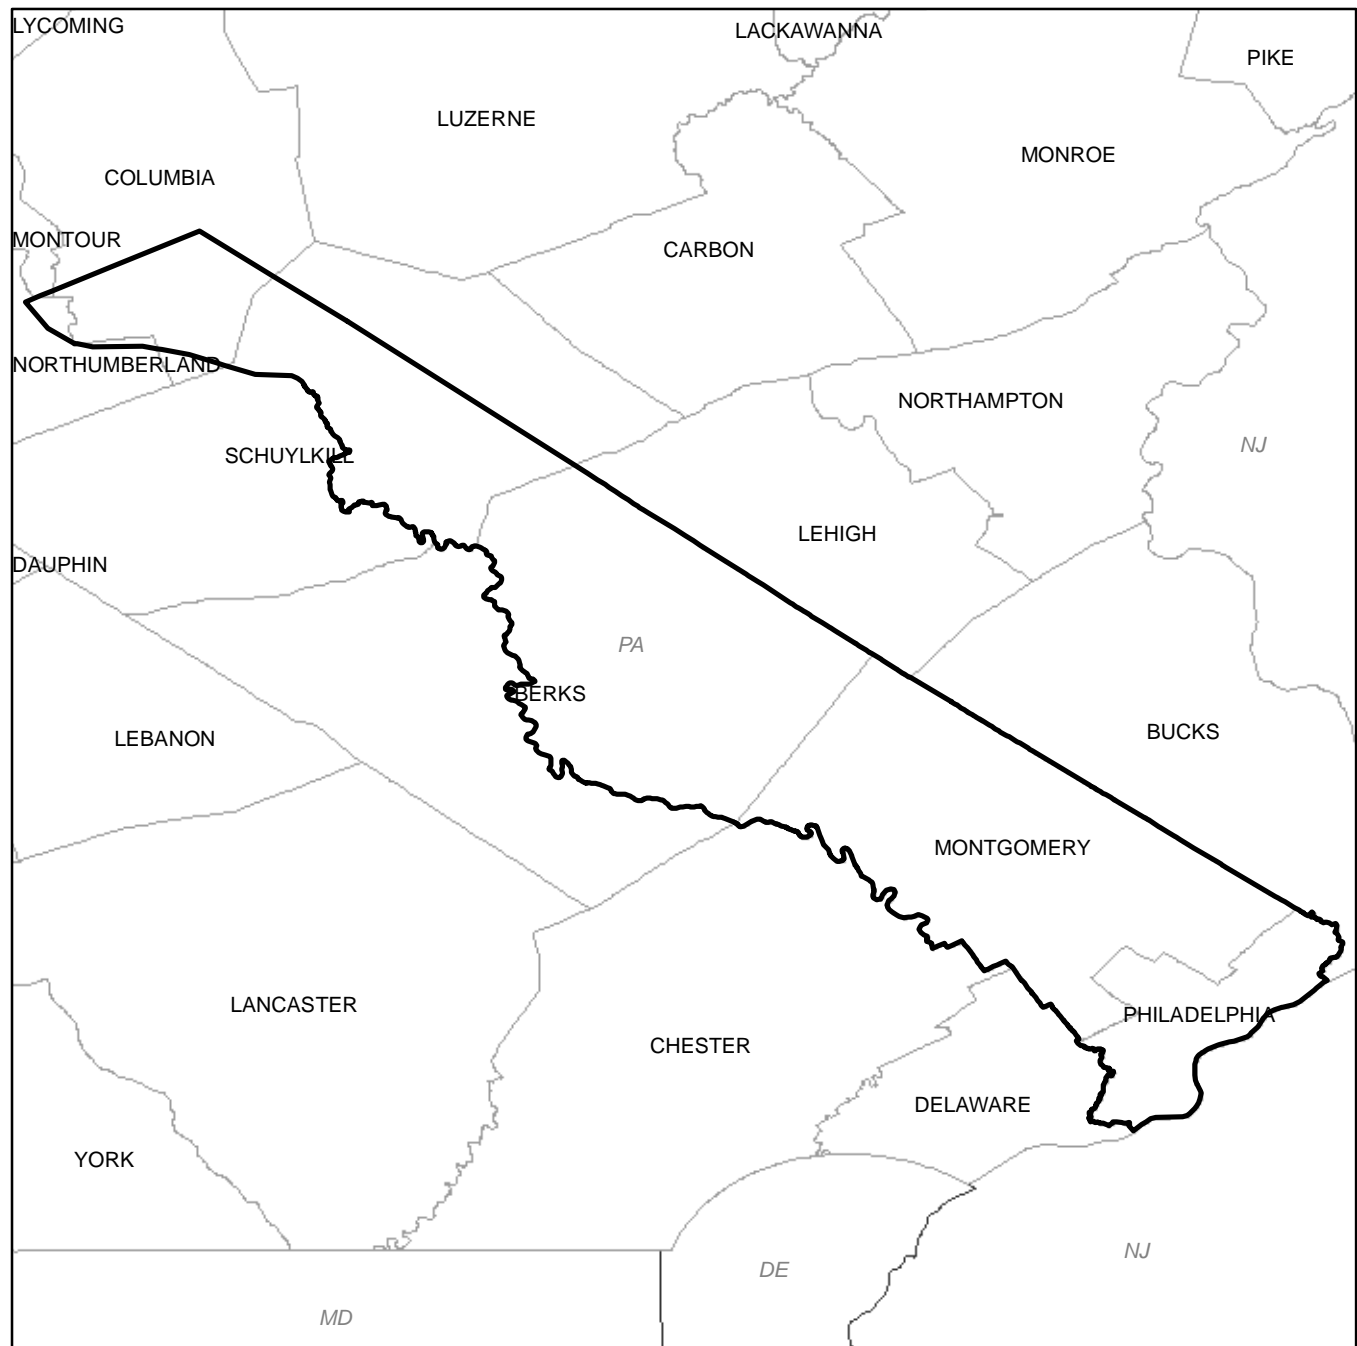 LYCOMING
LACKAWANNA
PIKE
LUZERNE
MONROE
COLUMBIA
MONTOUR
CARBON
NORTHUMBERLAND
NORTHAMPTON
NJ
SCHUYLKILL
LEHIGH
DAUPHIN
PA
BERKS
BUCKS
LEBANON
MONTGOMERY
LANCASTER
PHILADELPHIA
CHESTER
DELAWARE
YORK
NJ
DE
MD